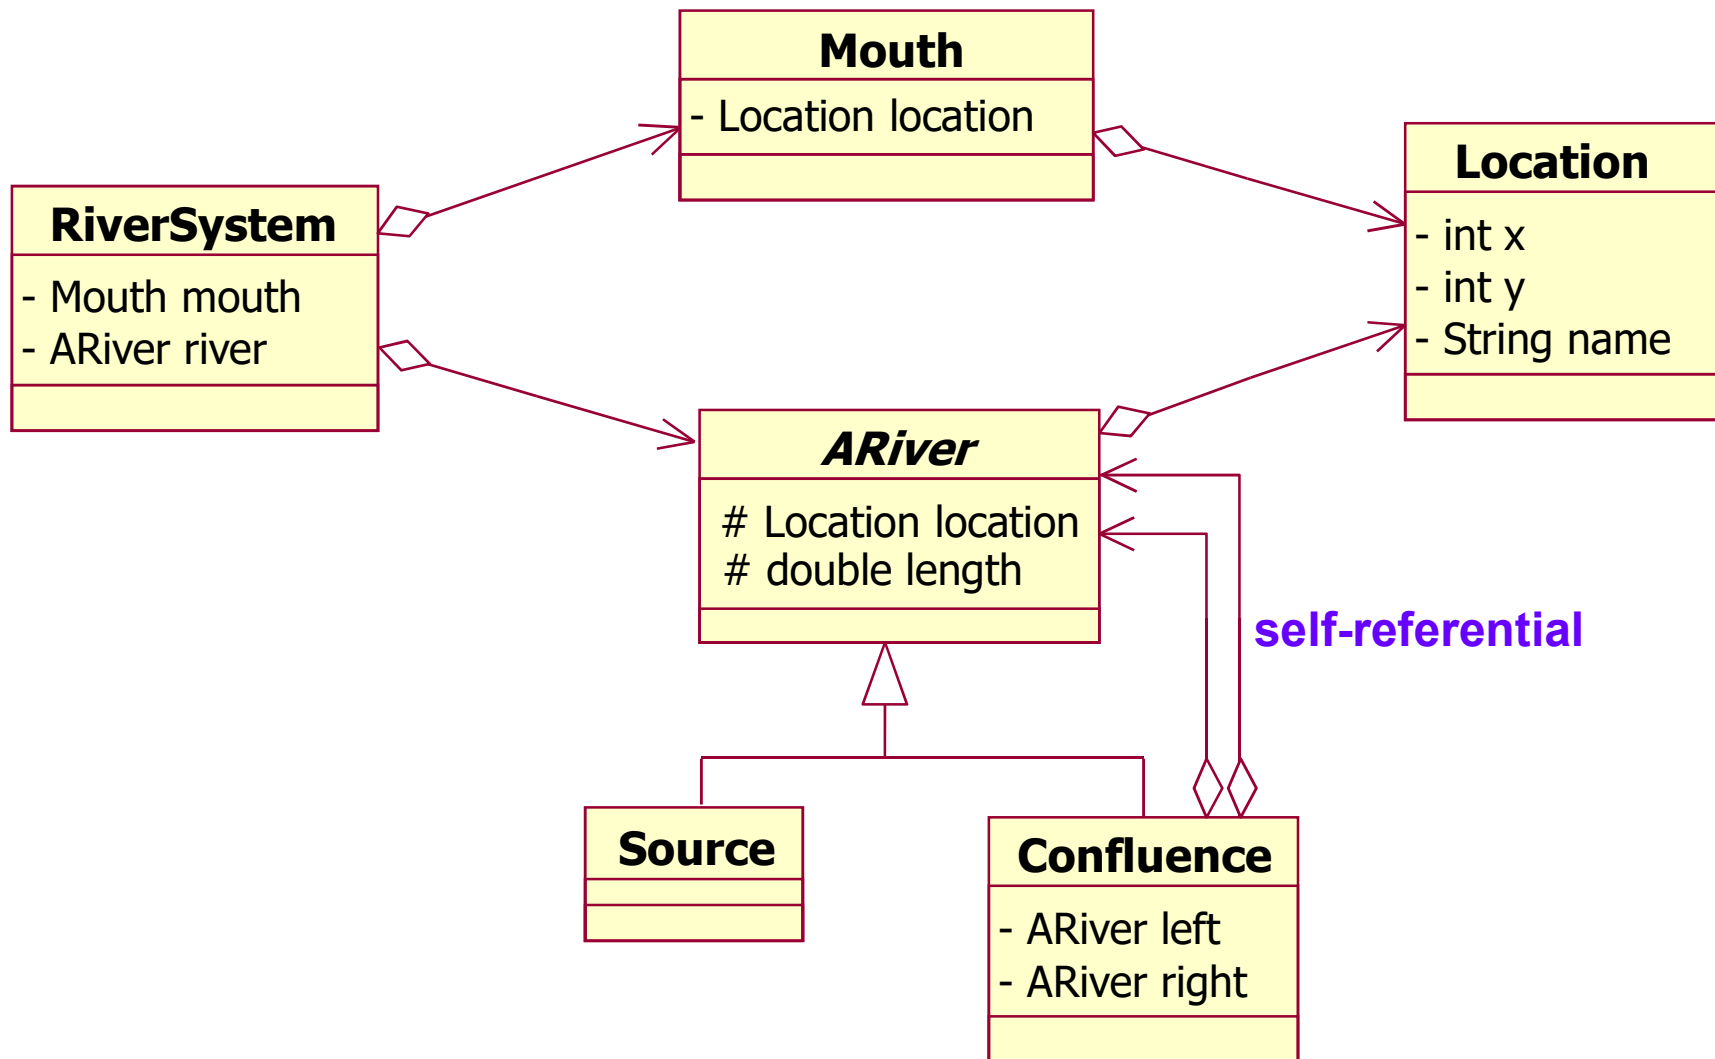 Mouth
- Location location
RiverSystem
- Mouth mouth
- ARiver river
Location
- int x
- int y
- String name
ARiver
# Location location
# double length
self-referential
Source
Confluence
- ARiver left
- ARiver right